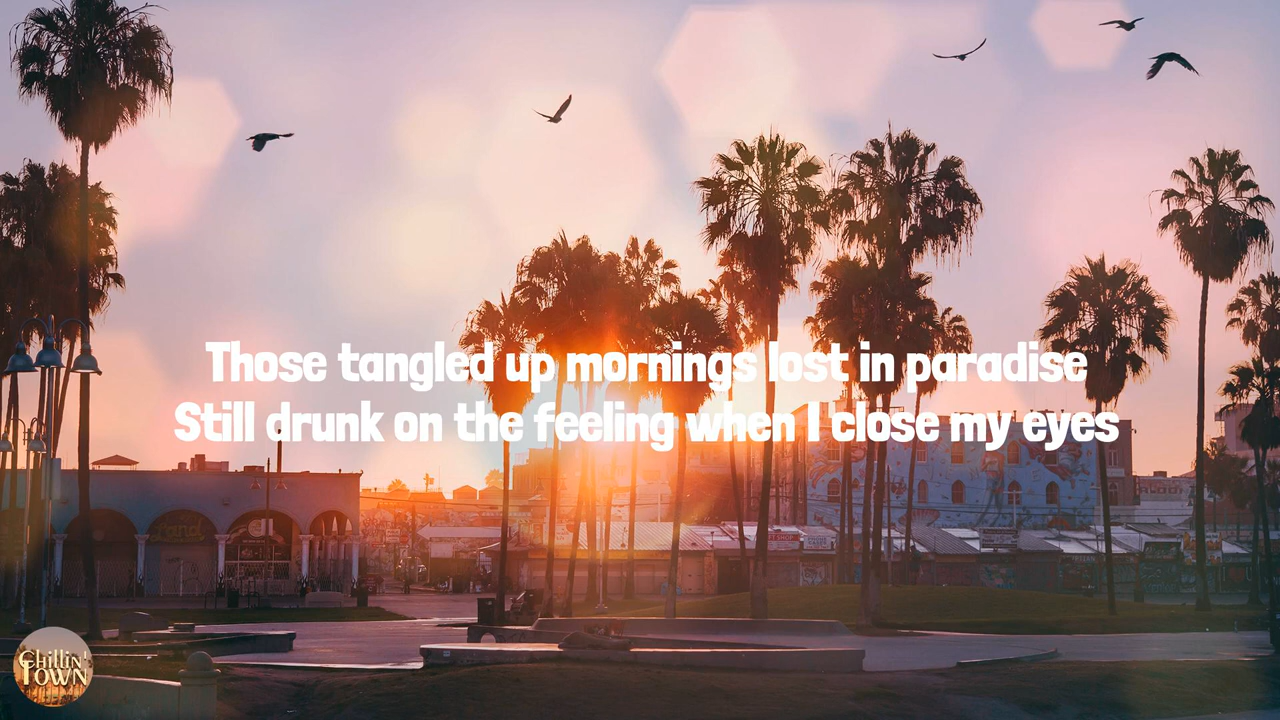 Those tangled up mornings lost in paradise
Still drunk on the feeling when I close my eyes
Chillin'
Town